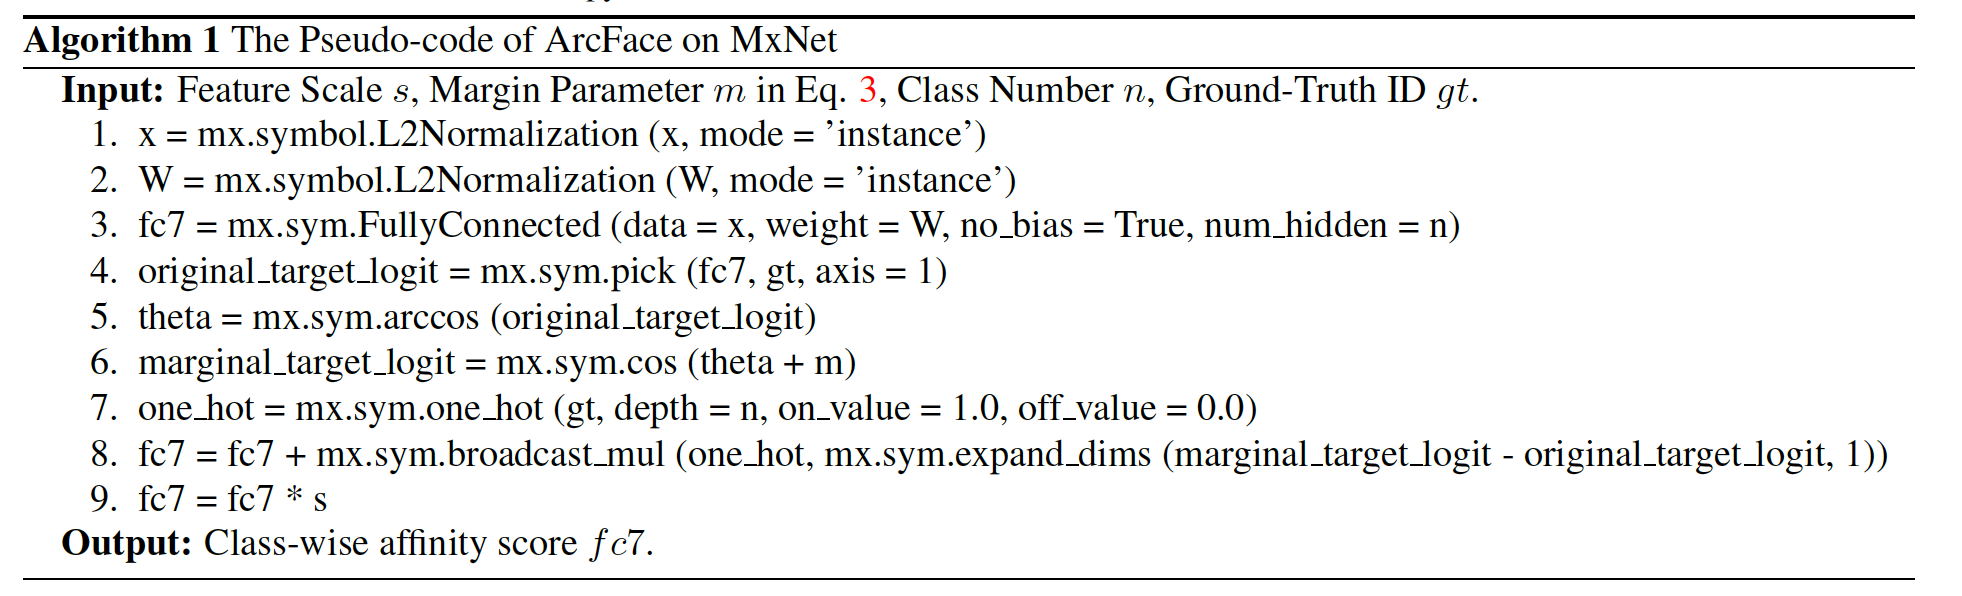 Algorithm 1 The Pseudo-code of ArcFace on MxNet
Input: Feature Scale s, Margin Parameter m in Eq. 3, Class Number n, Ground-Truth ID gt.
1. x = mx.symbol.L2Normalization (x, mode = ’instance’)
2. W = mx.symbol.L2Normalization (W, mode = ’instance’)
3. fc7 = mx.sym.FullyConnected (data = x, weight = W, no_bias = True, num_hidden = n)
4. original_target_logit = mx.sym.pick (fc7, gt, axis = 1)
5. theta = mx.sym.arccos (original_target_logit)
6. marginal_target_logit = mx.sym.cos (theta + m)
7. one_hot = mx.sym.one_hot (gt, depth = n, on_value = 1.0, off_value = 0.0)
8. fc7 = fc7 + mx.sym.broadcast_mul (one_hot, mx.sym.expand_dims (marginal_target_logit - original_target_logit, 1))
9. fc7 = fc7 * s
Output: Class-wise affinity score fc7.